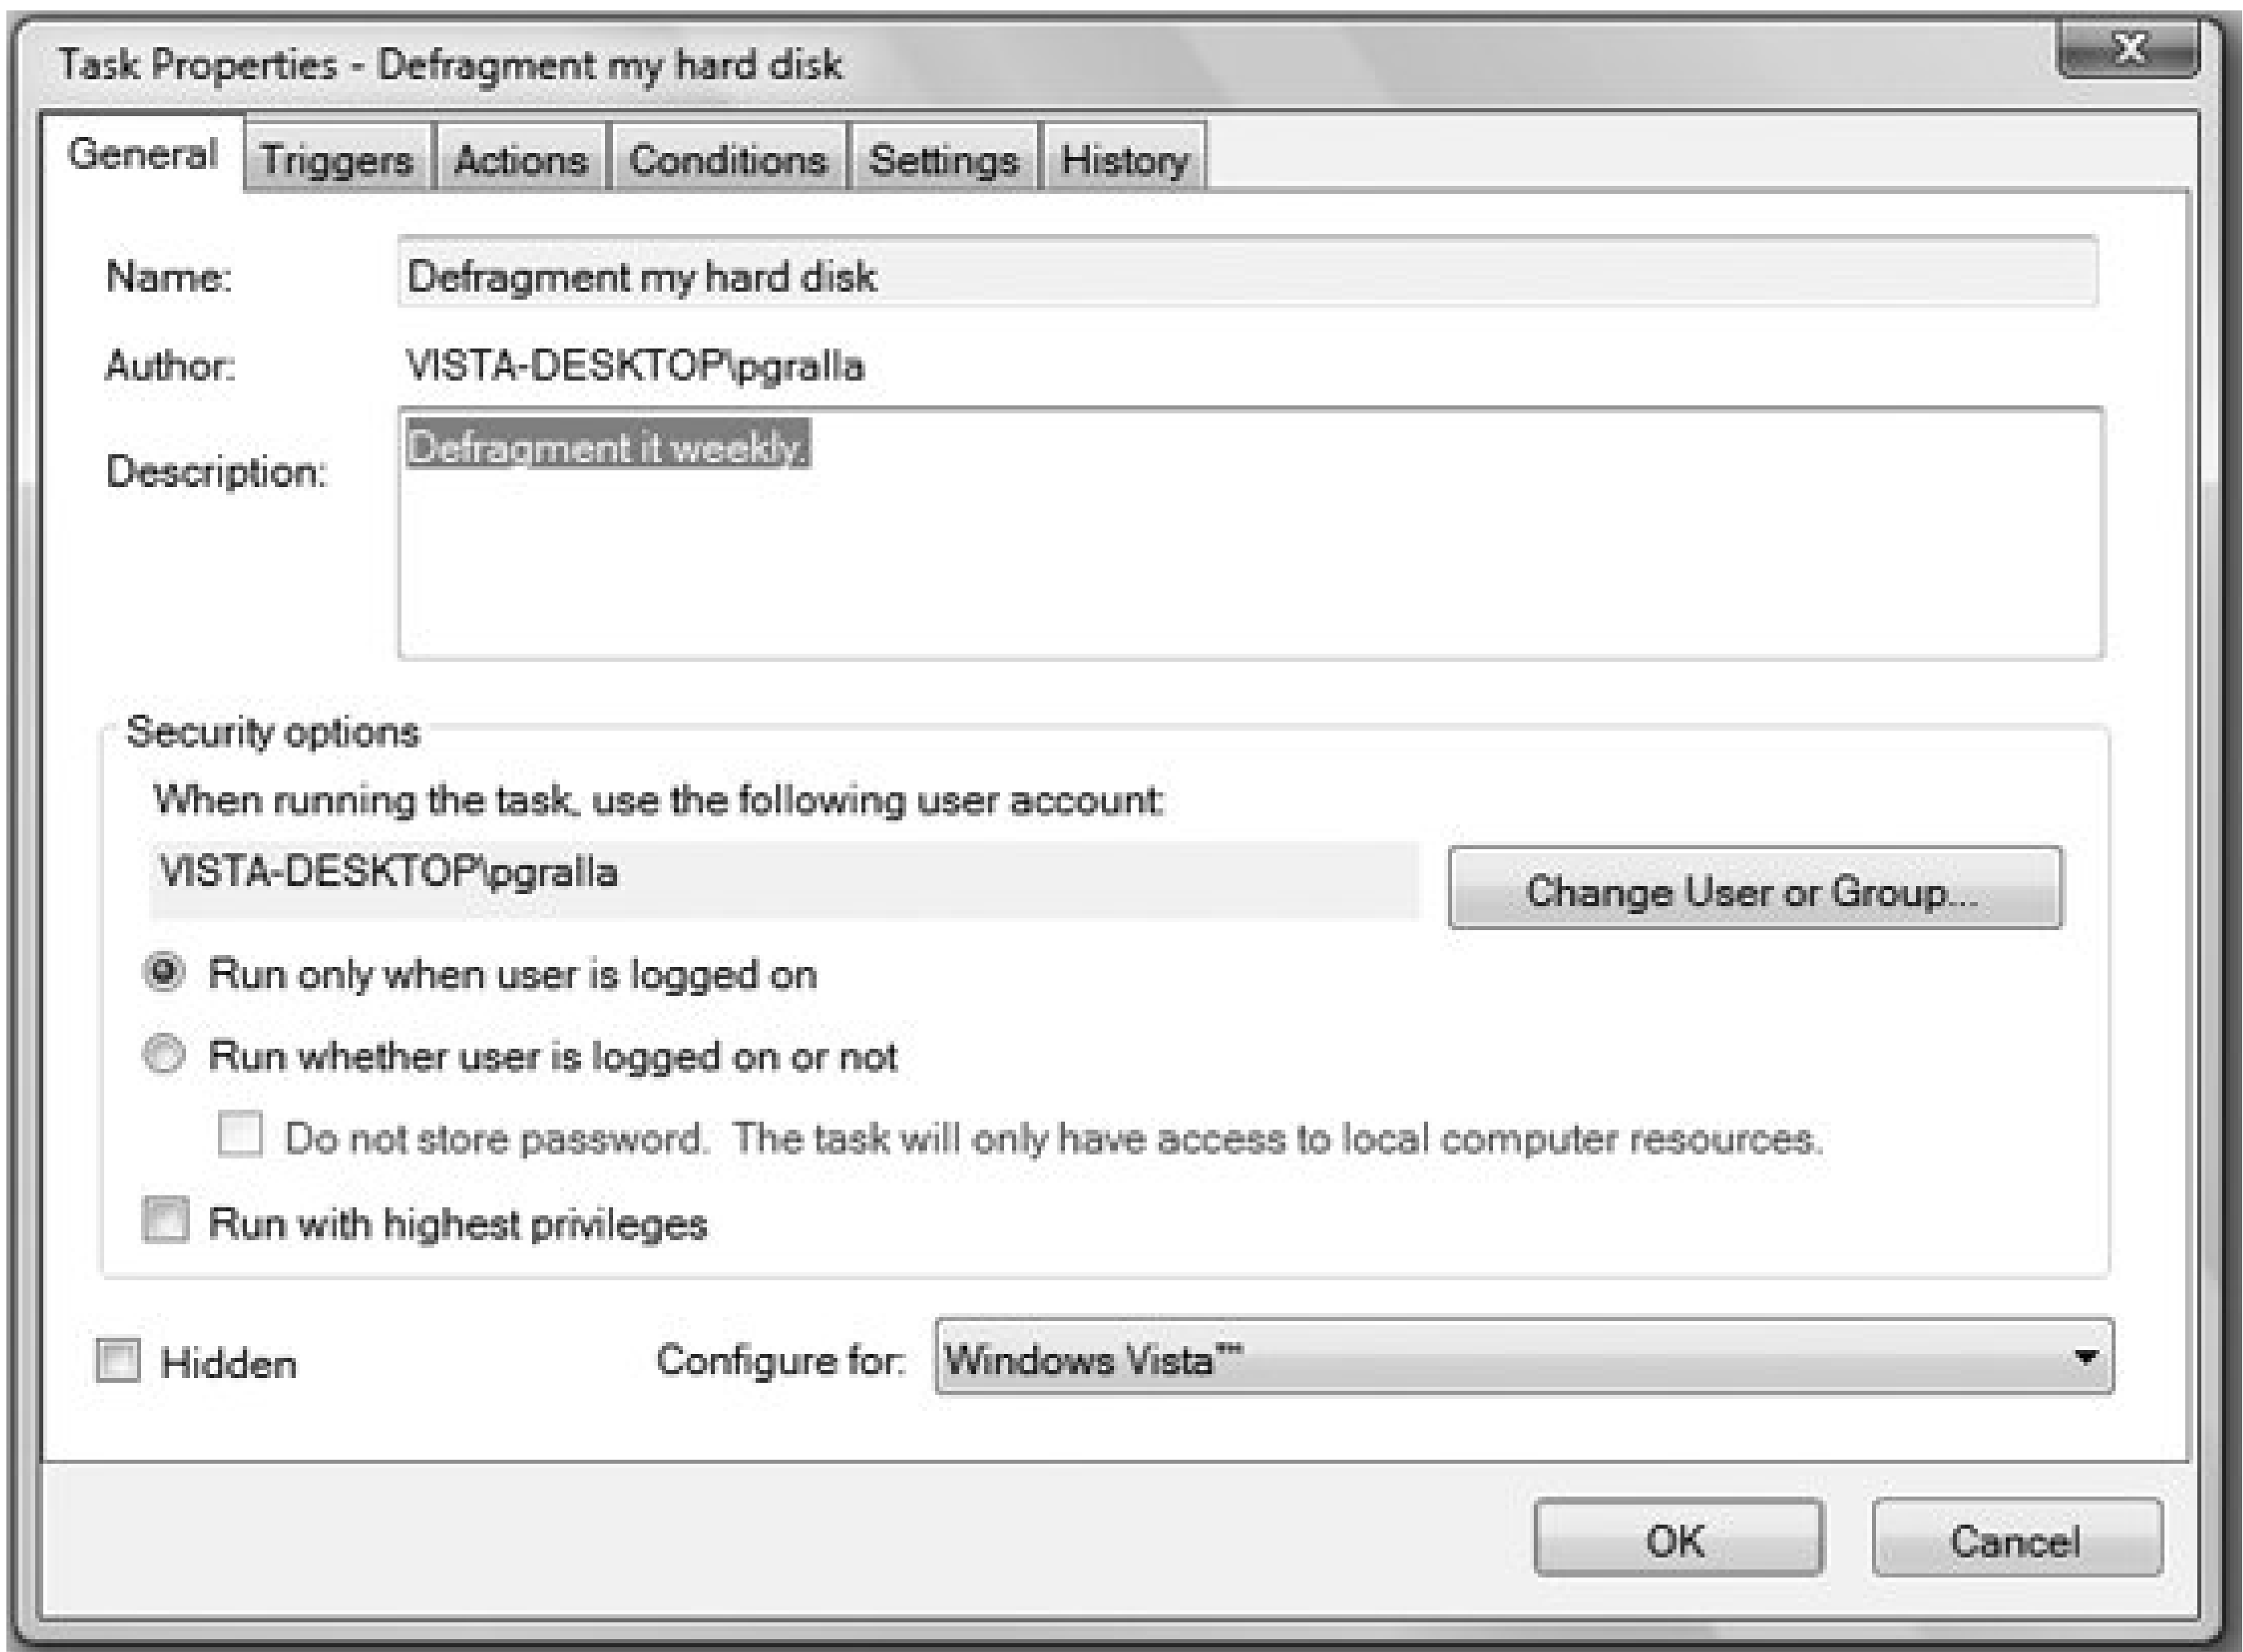 Task Properties - Defragment my hard disk
General Triggers Actions Conditions Settings History
Name: Defragment my hard disk
Author: VISTA-DESKTOP\pgralla
Description: Defragment it weekly.
Security options
When running the task, use the following user account:
VISTA-DESKTOP\pgralla Change User or Group...
Run only when user is logged on
Run whether user is logged on or not
Do not store password. The task will only have access to local computer resources.
Run with highest privileges
Hidden Configure for: Windows Vista™
OK Cancel